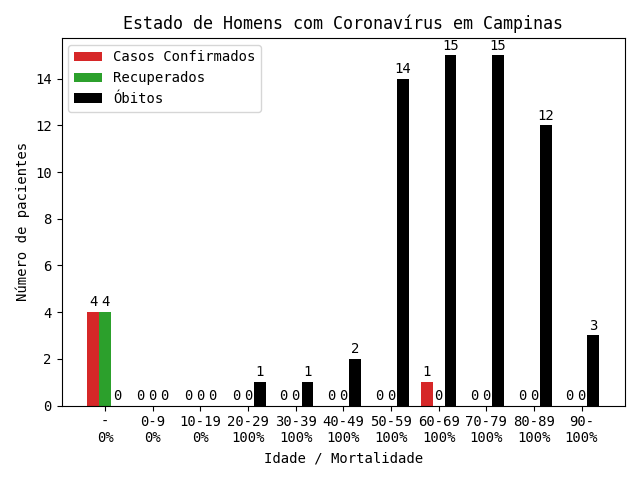 Estado de Homens com Coronavírus em Campinas
Casos Confirmados
Recuperados
Óbitos
Número de pacientes
14
12
10
8
6
4
2
0
4 4 0
0 0 0
0 0 0
0 0 1
0 0 1
0 0 2
0 0 14
1 0 15
0 0 15
0 0 12
0 0 3
- 0-9 10-19 20-29 30-39 40-49 50-59 60-69 70-79 80-89 90-
0% 0% 0% 100% 100% 100% 100% 100% 100% 100% 100%
Idade / Mortalidade